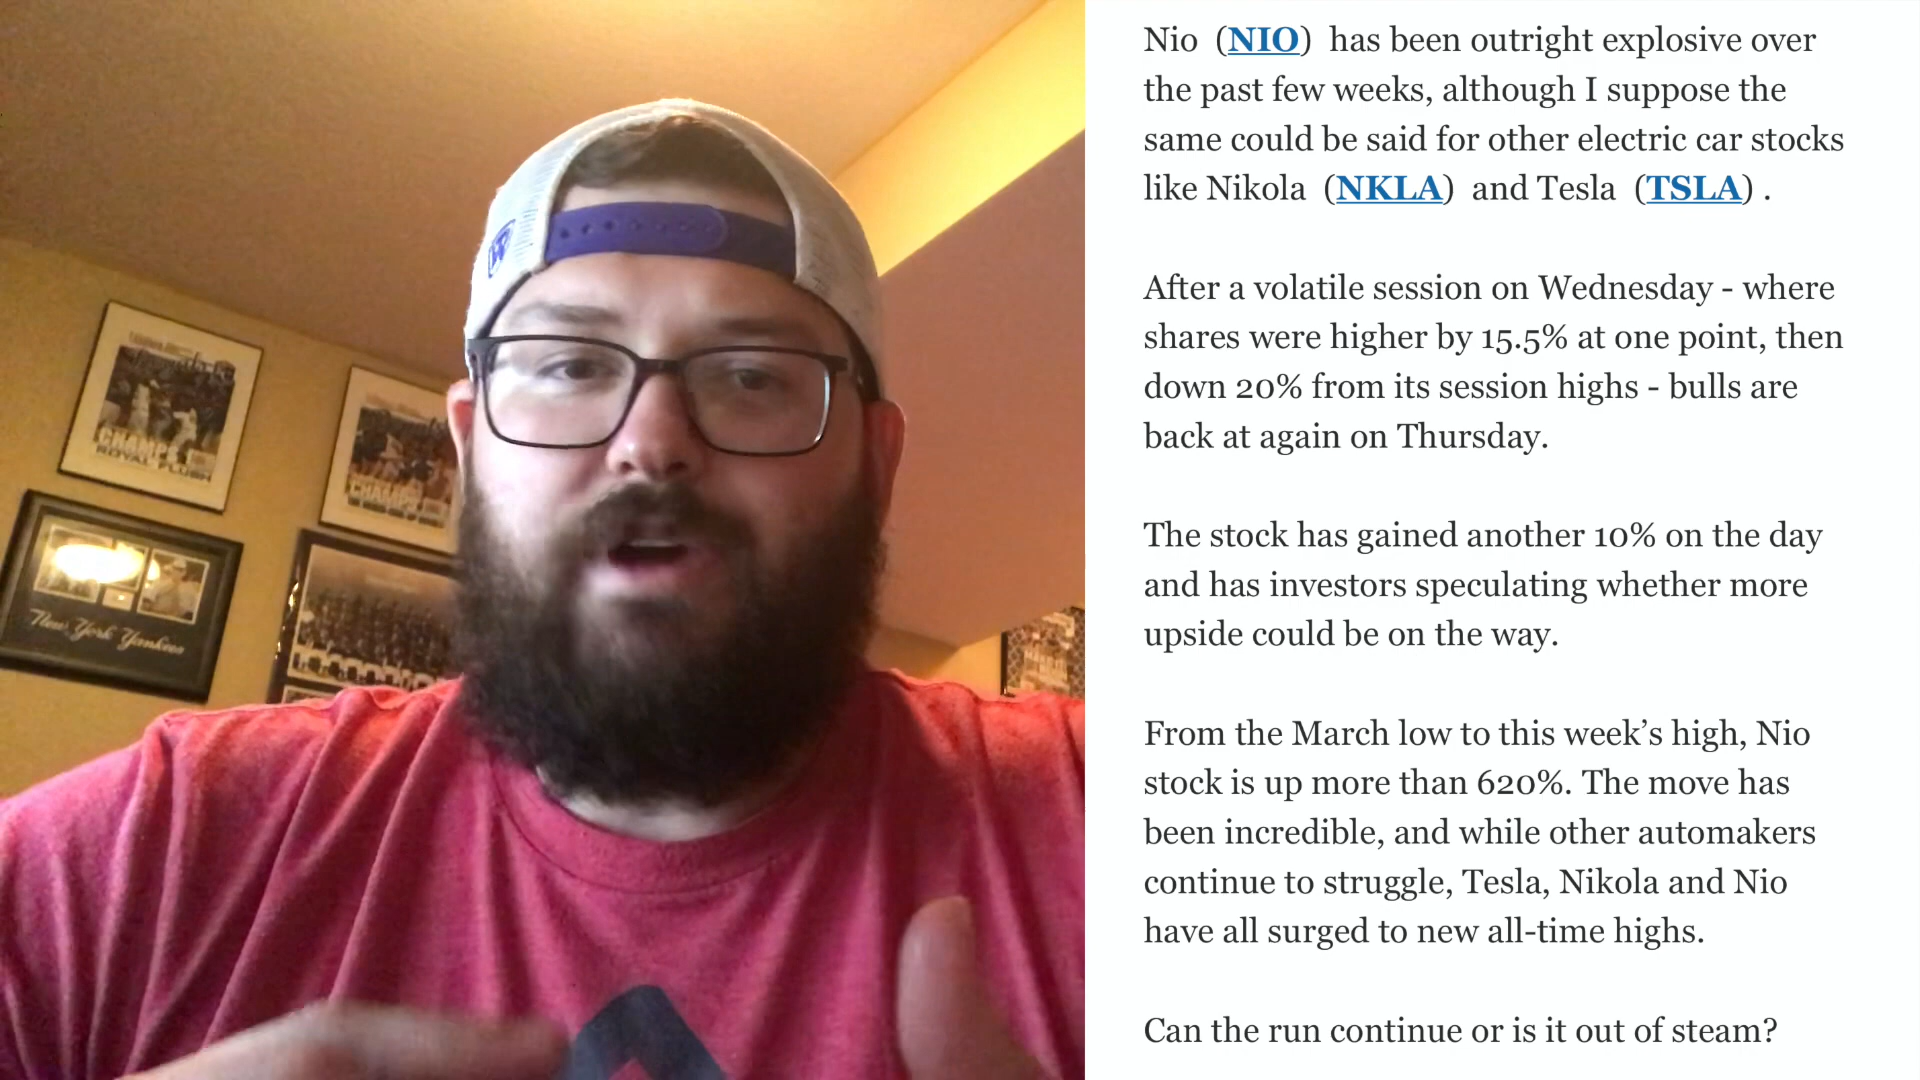 Nio (NIO) has been outright explosive over
the past few weeks, although I suppose the
same could be said for other electric car stocks
like Nikola (NKLA) and Tesla (TSLA) .
After a volatile session on Wednesday - where
shares were higher by 15.5% at one point, then
down 20% from its session highs - bulls are
back at again on Thursday.
The stock has gained another 10% on the day
and has investors speculating whether more
upside could be on the way.
From the March low to this week’s high, Nio
stock is up more than 620%. The move has
been incredible, and while other automakers
continue to struggle, Tesla, Nikola and Nio
have all surged to new all-time highs.
Can the run continue or is it out of steam?
CHAMPS
ROYAL FLUSH
CHAMPS
New York Yankees